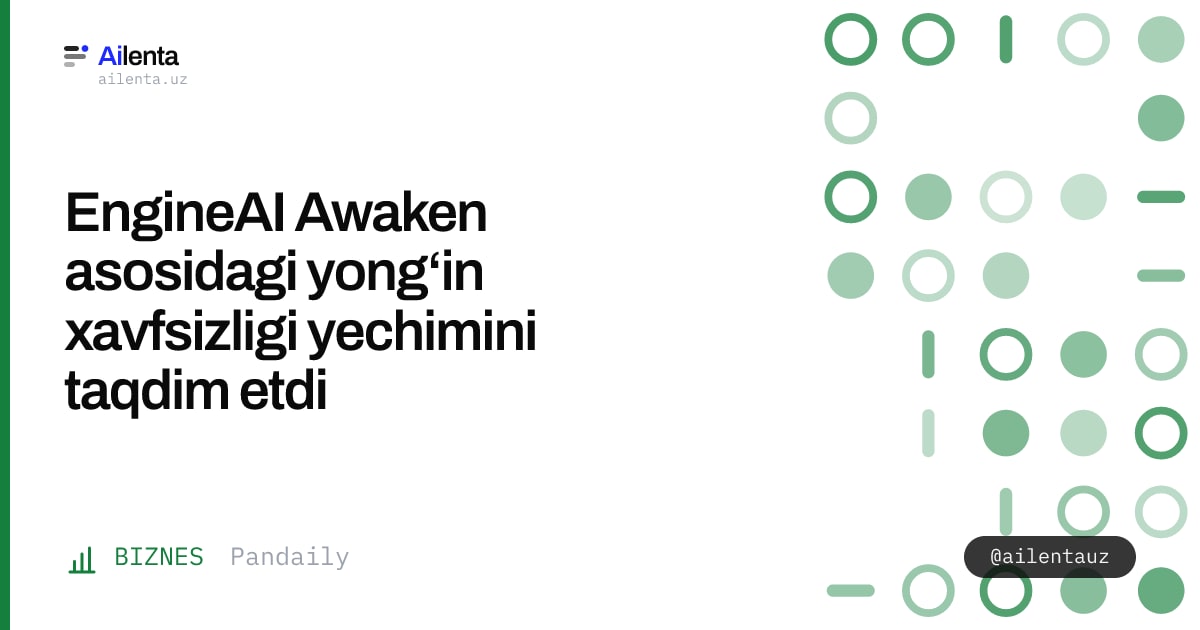 Ailenta
ailenta.uz
EngineAI Awaken
asosidagi yong‘in
xavfsizligi yechimini
taqdim etdi
BIZNES Pandaily
@ailentauz